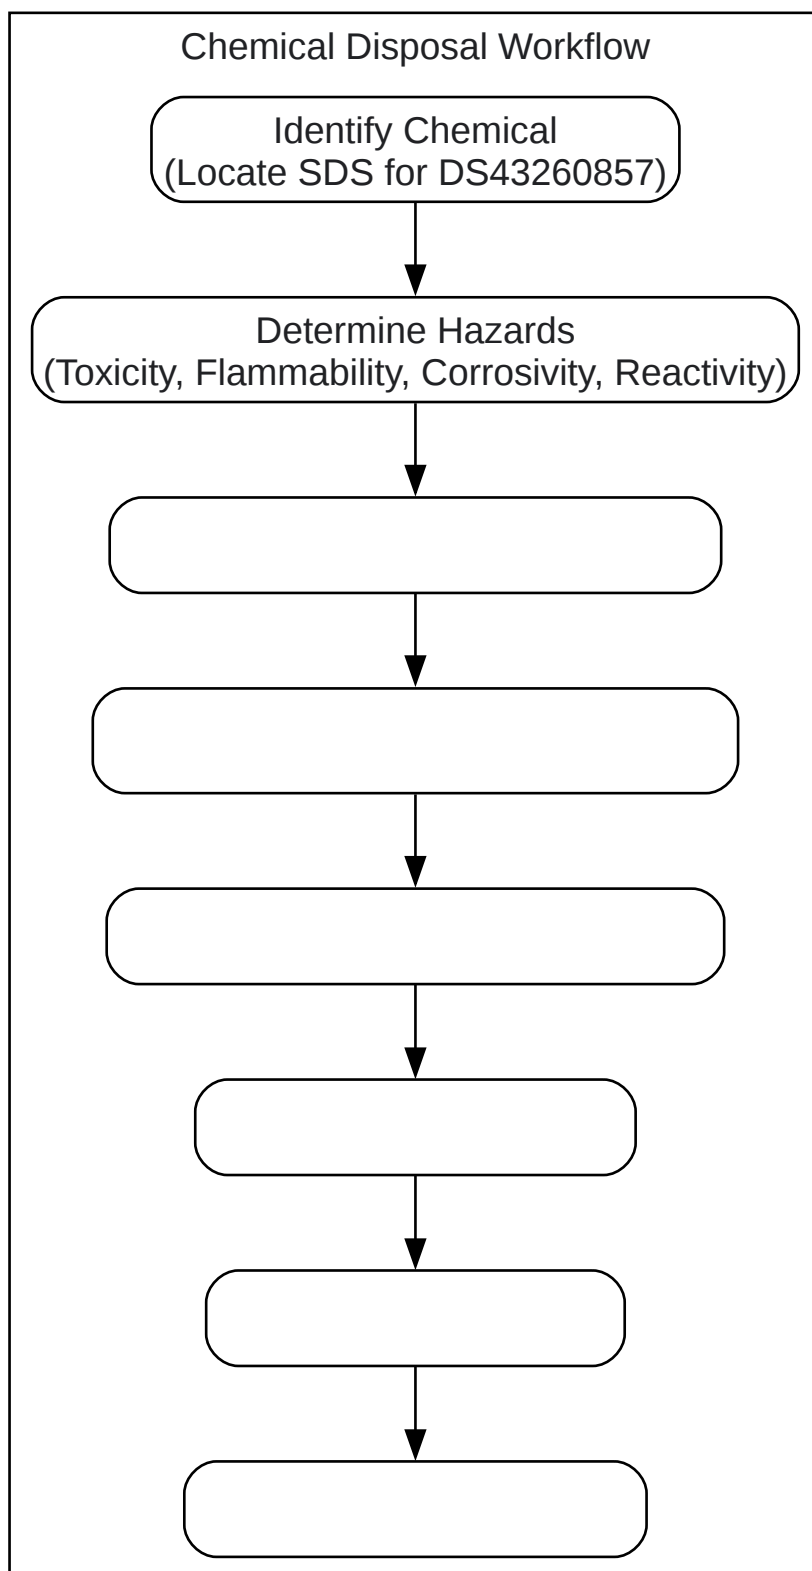 Chemical Disposal Workflow
Identify Chemical
(Locate SDS for DS43260857)
Determine Hazards
(Toxicity, Flammability, Corrosivity, Reactivity)